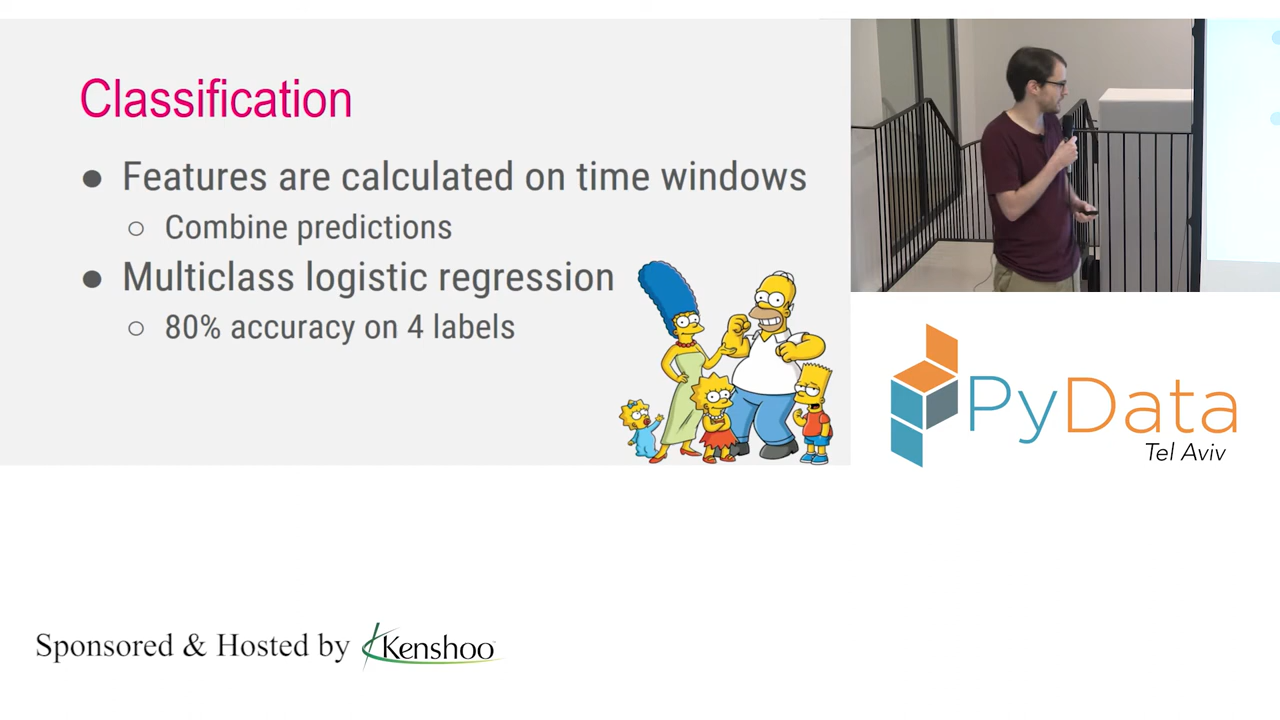 Classification
● Features are calculated on time windows
○ Combine predictions
● Multiclass logistic regression
○ 80% accuracy on 4 labels
PyData
Tel Aviv
Sponsored & Hosted by Kenshoo